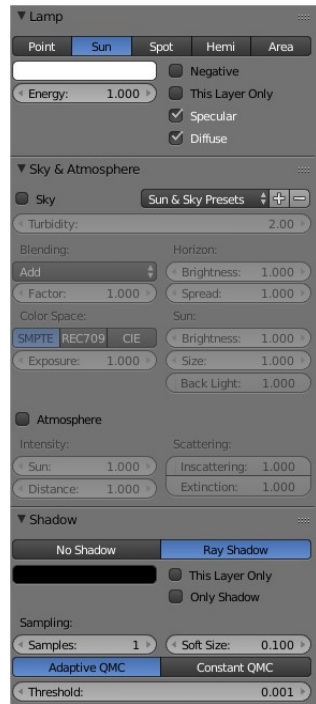 Lamp
Point Sun Spot Hemi Area
Negative
Energy: 1.000 This Layer Only
Specular
Diffuse
Sky & Atmosphere
Sky Sun & Sky Presets
Turbidity: 2.00
Blending: Horizon:
Add Brightness: 1.000
Factor: 1.000 Spread: 1.000
Color Space: Sun:
SMPTE REC709 CIE Brightness: 1.000
Exposure: 1.000 Size: 1.000
Back Light: 1.000
Atmosphere
Intensity: Scattering:
Sun: 1.000 Inscattering: 1.000
Distance: 1.000 Extinction: 1.000
Shadow
No Shadow Ray Shadow
This Layer Only
Only Shadow
Sampling:
Samples: 1 Soft Size: 0.100
Adaptive QMC Constant QMC
Threshold: 0.001